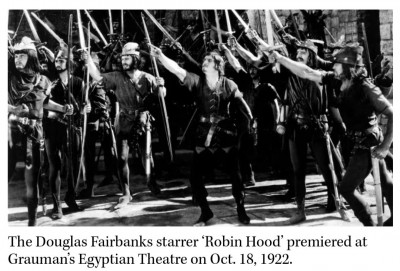 The Douglas Fairbanks starrer ‘Robin Hood’ premiered at
Grauman’s Egyptian Theatre on Oct. 18, 1922.